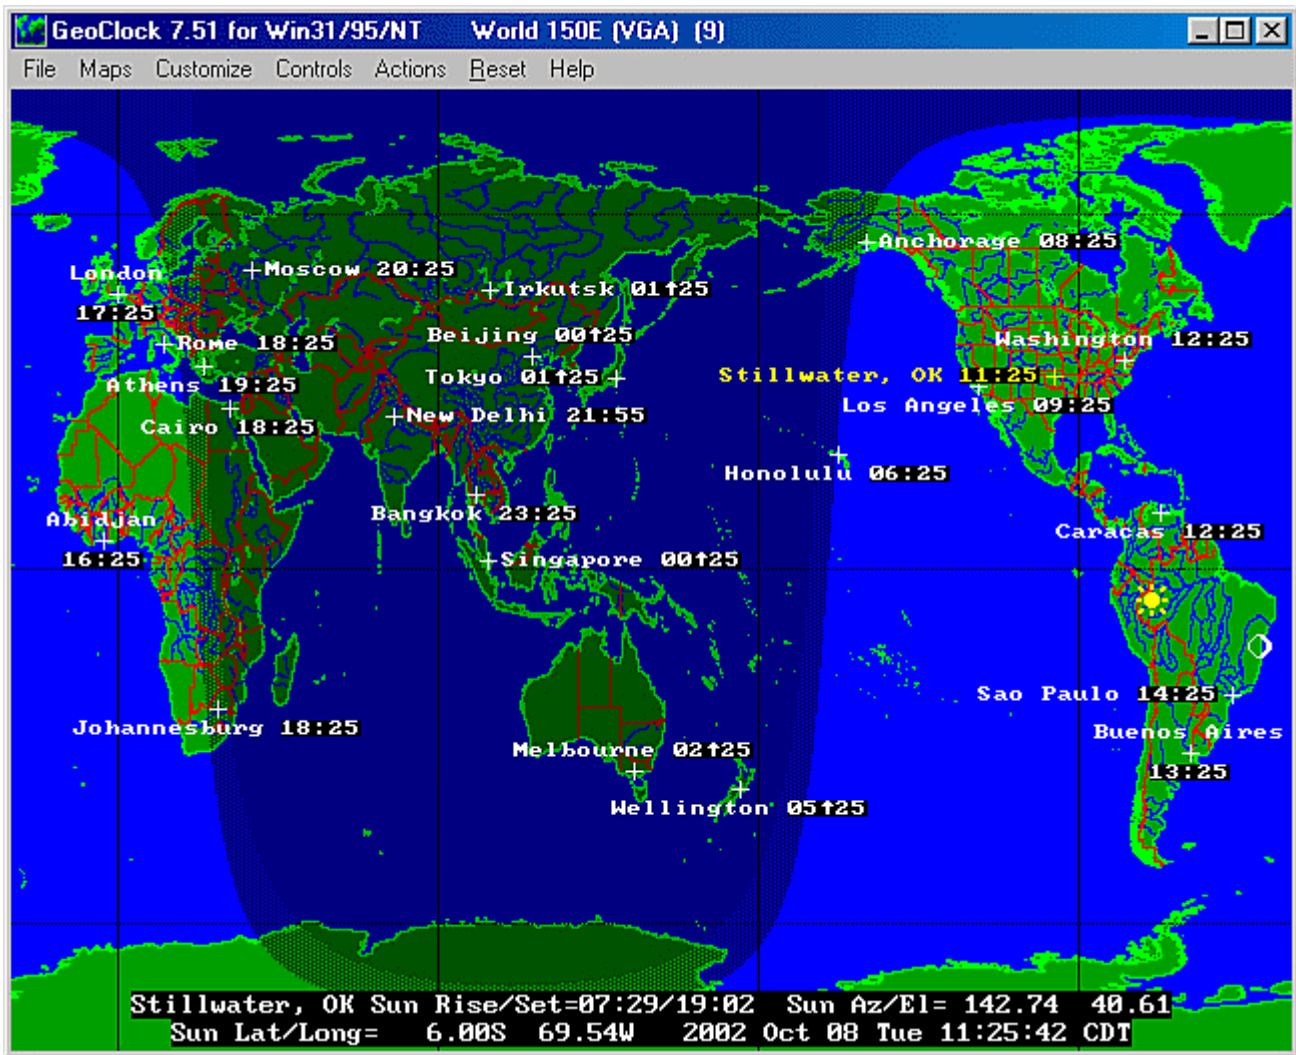 GeoClock 7.51 for Win31/95/NT World 150E (VGA) (9)
File Maps Customize Controls Actions Reset Help
Anchorage 08:25
London
17:25
Moscow 20:25
Irkutsk 01↑25
Beijing 00↑25
Rome 18:25
Washington 12:25
Tokyo 01↑25
Stillwater, OK 11:25
Athens 19:25
Los Angeles 09:25
New Delhi 21:55
Cairo 18:25
Honolulu 06:25
Bangkok 23:25
Abidjan
16:25
Caracas 12:25
Singapore 00↑25
Sao Paulo 14:25
Johannesburg 18:25
Buenos Aires
13:25
Melbourne 02↑25
Wellington 05↑25
Stillwater, OK Sun Rise/Set=07:29/19:02 Sun Az/El= 142.74 40.61
Sun Lat/Long= 6.00S 69.54W 2002 Oct 08 Tue 11:25:42 CDT